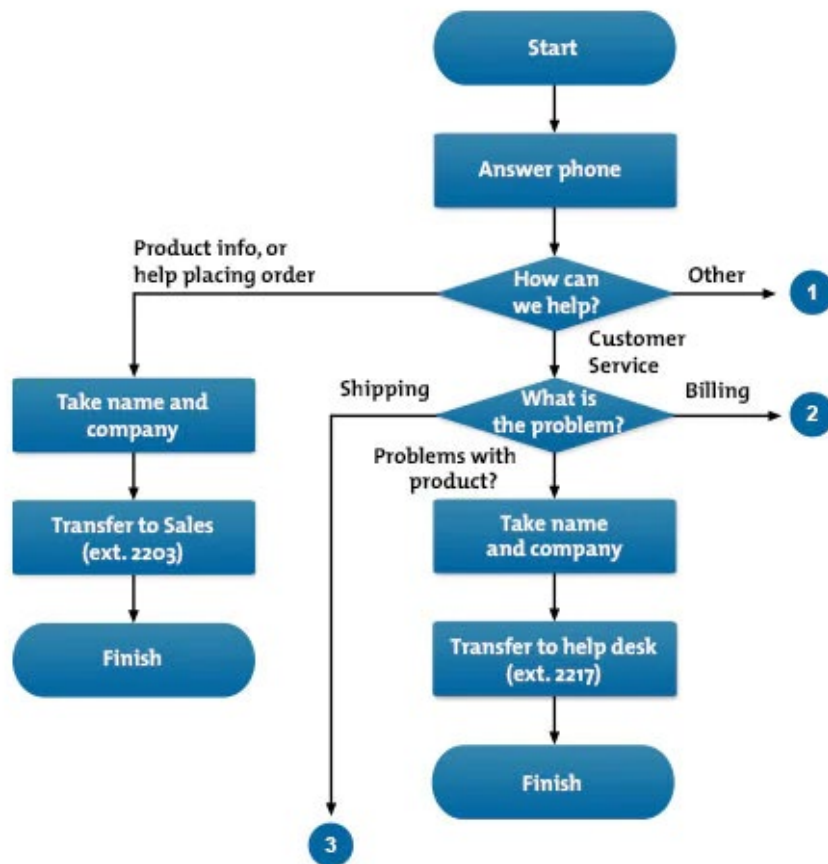 Start
Answer phone
Product info, or
help placing order
How can
we help?
Other
1
Customer
Service
Take name and
company
Shipping
What is
the problem?
Billing
2
Problems with
product?
Transfer to Sales
(ext. 2203)
Take name
and company
Finish
Transfer to help desk
(ext. 2217)
Finish
3